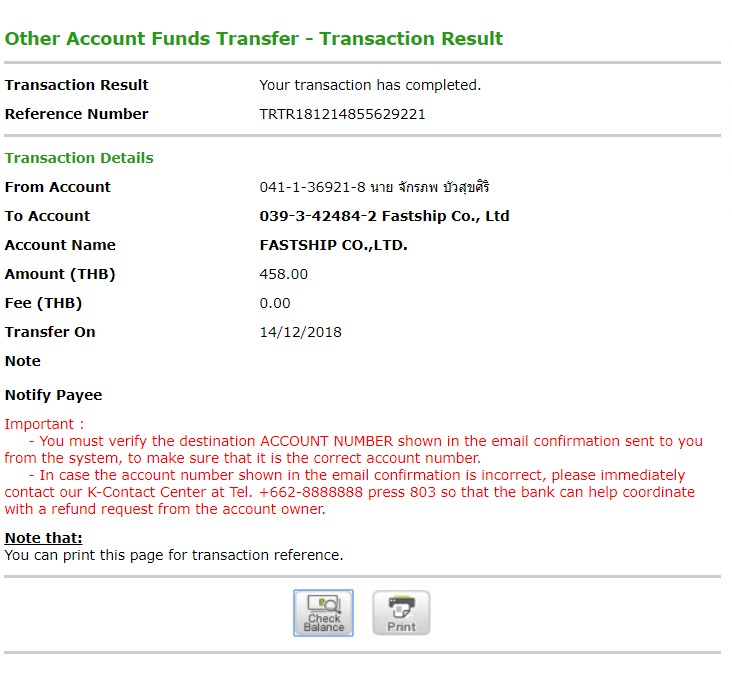 Other Account Funds Transfer - Transaction Result
Transaction Result Your transaction has completed.
Reference Number TRTR181214855629221
Transaction Details
From Account 041-1-36921-8 นาย จักรภพ บัวสุขศิริ
To Account 039-3-42484-2 Fastship Co., Ltd
Account Name FASTSHIP CO.,LTD.
Amount (THB) 458.00
Fee (THB) 0.00
Transfer On 14/12/2018
Note
Notify Payee
Important :
- You must verify the destination ACCOUNT NUMBER shown in the email confirmation sent to you
from the system, to make sure that it is the correct account number.
- In case the account number shown in the email confirmation is incorrect, please immediately
contact our K-Contact Center at Tel. +662-8888888 press 803 so that the bank can help coordinate
with a refund request from the account owner.
Note that:
You can print this page for transaction reference.
Check
Balance
Print